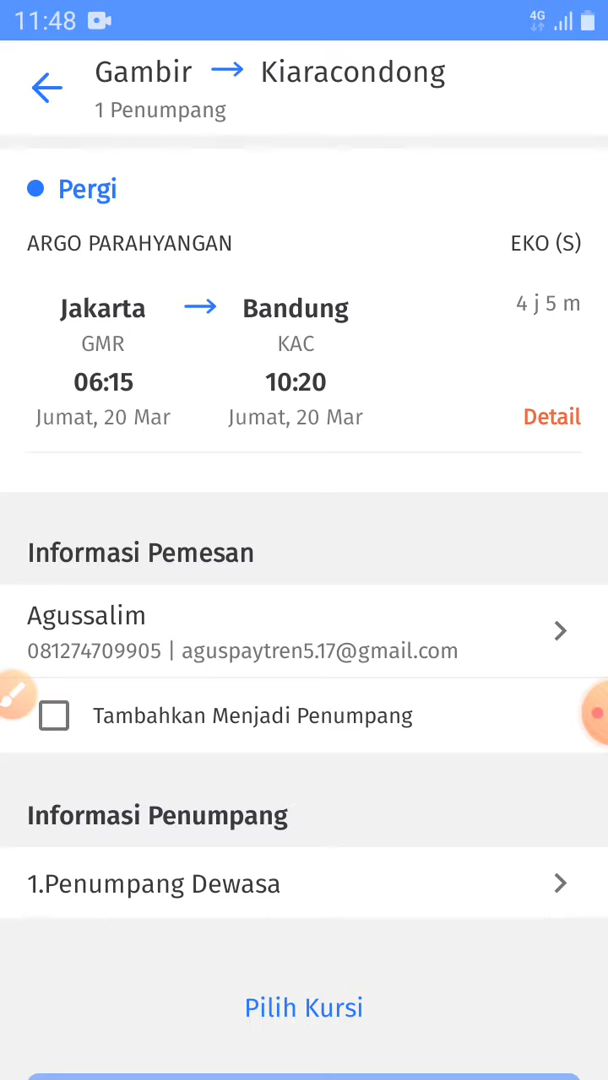 11:48
4G
Gambir → Kiaracondong
1 Penumpang
Pergi
ARGO PARAHYANGAN EKO (S)
Jakarta → Bandung 4 j 5 m
GMR KAC
06:15 10:20
Jumat, 20 Mar Jumat, 20 Mar Detail
Informasi Pemesan
Agussalim
081274709905 | aguspaytren5.17@gmail.com
Tambahkan Menjadi Penumpang
Informasi Penumpang
1.Penumpang Dewasa
Pilih Kursi